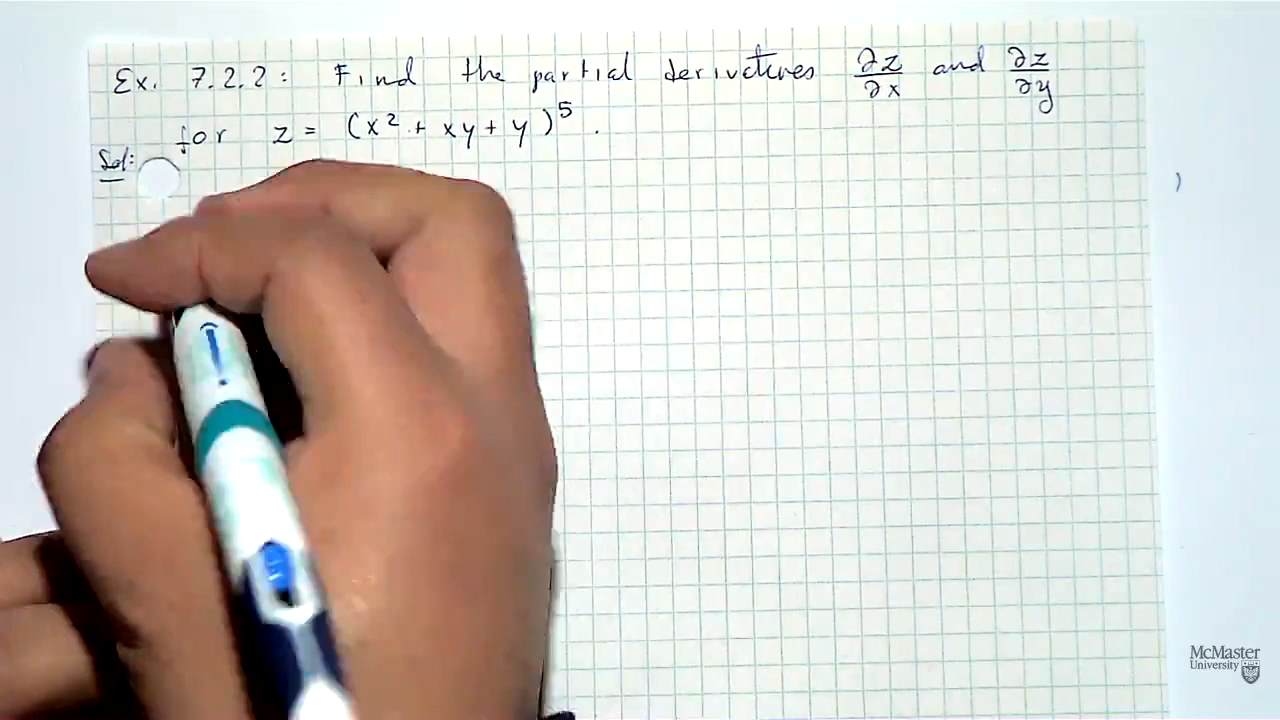 Ex. 7.2.2: Find the partial derivatives ∂z/∂x and ∂z/∂y
for z = (x² + xy + y)⁵.
Sol:
McMaster
University